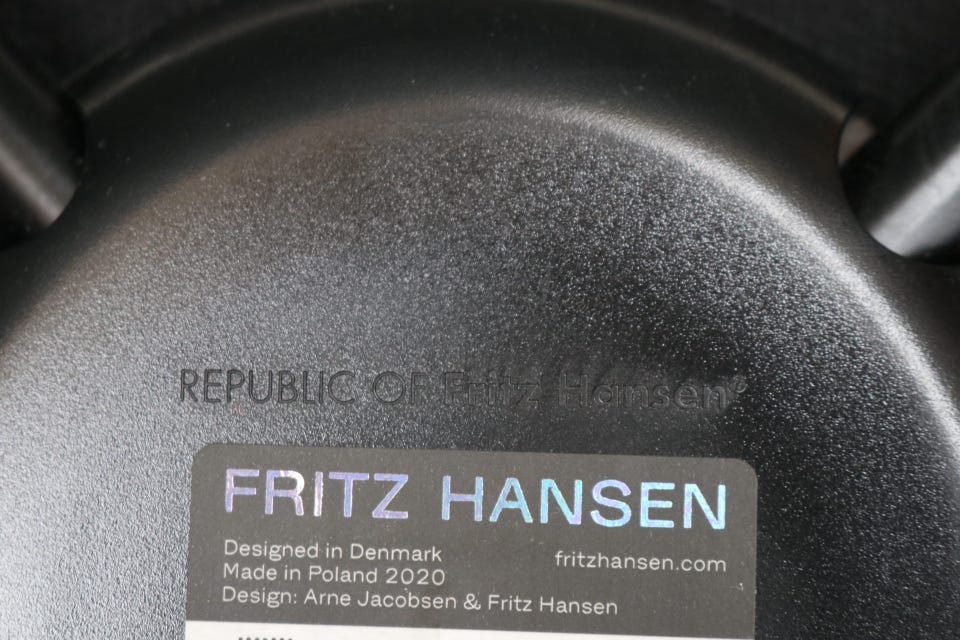 REPUBLIC OF Fritz Hansen®
FRITZ HANSEN
Designed in Denmark
fritzhansen.com
Made in Poland 2020
Design: Arne Jacobsen & Fritz Hansen